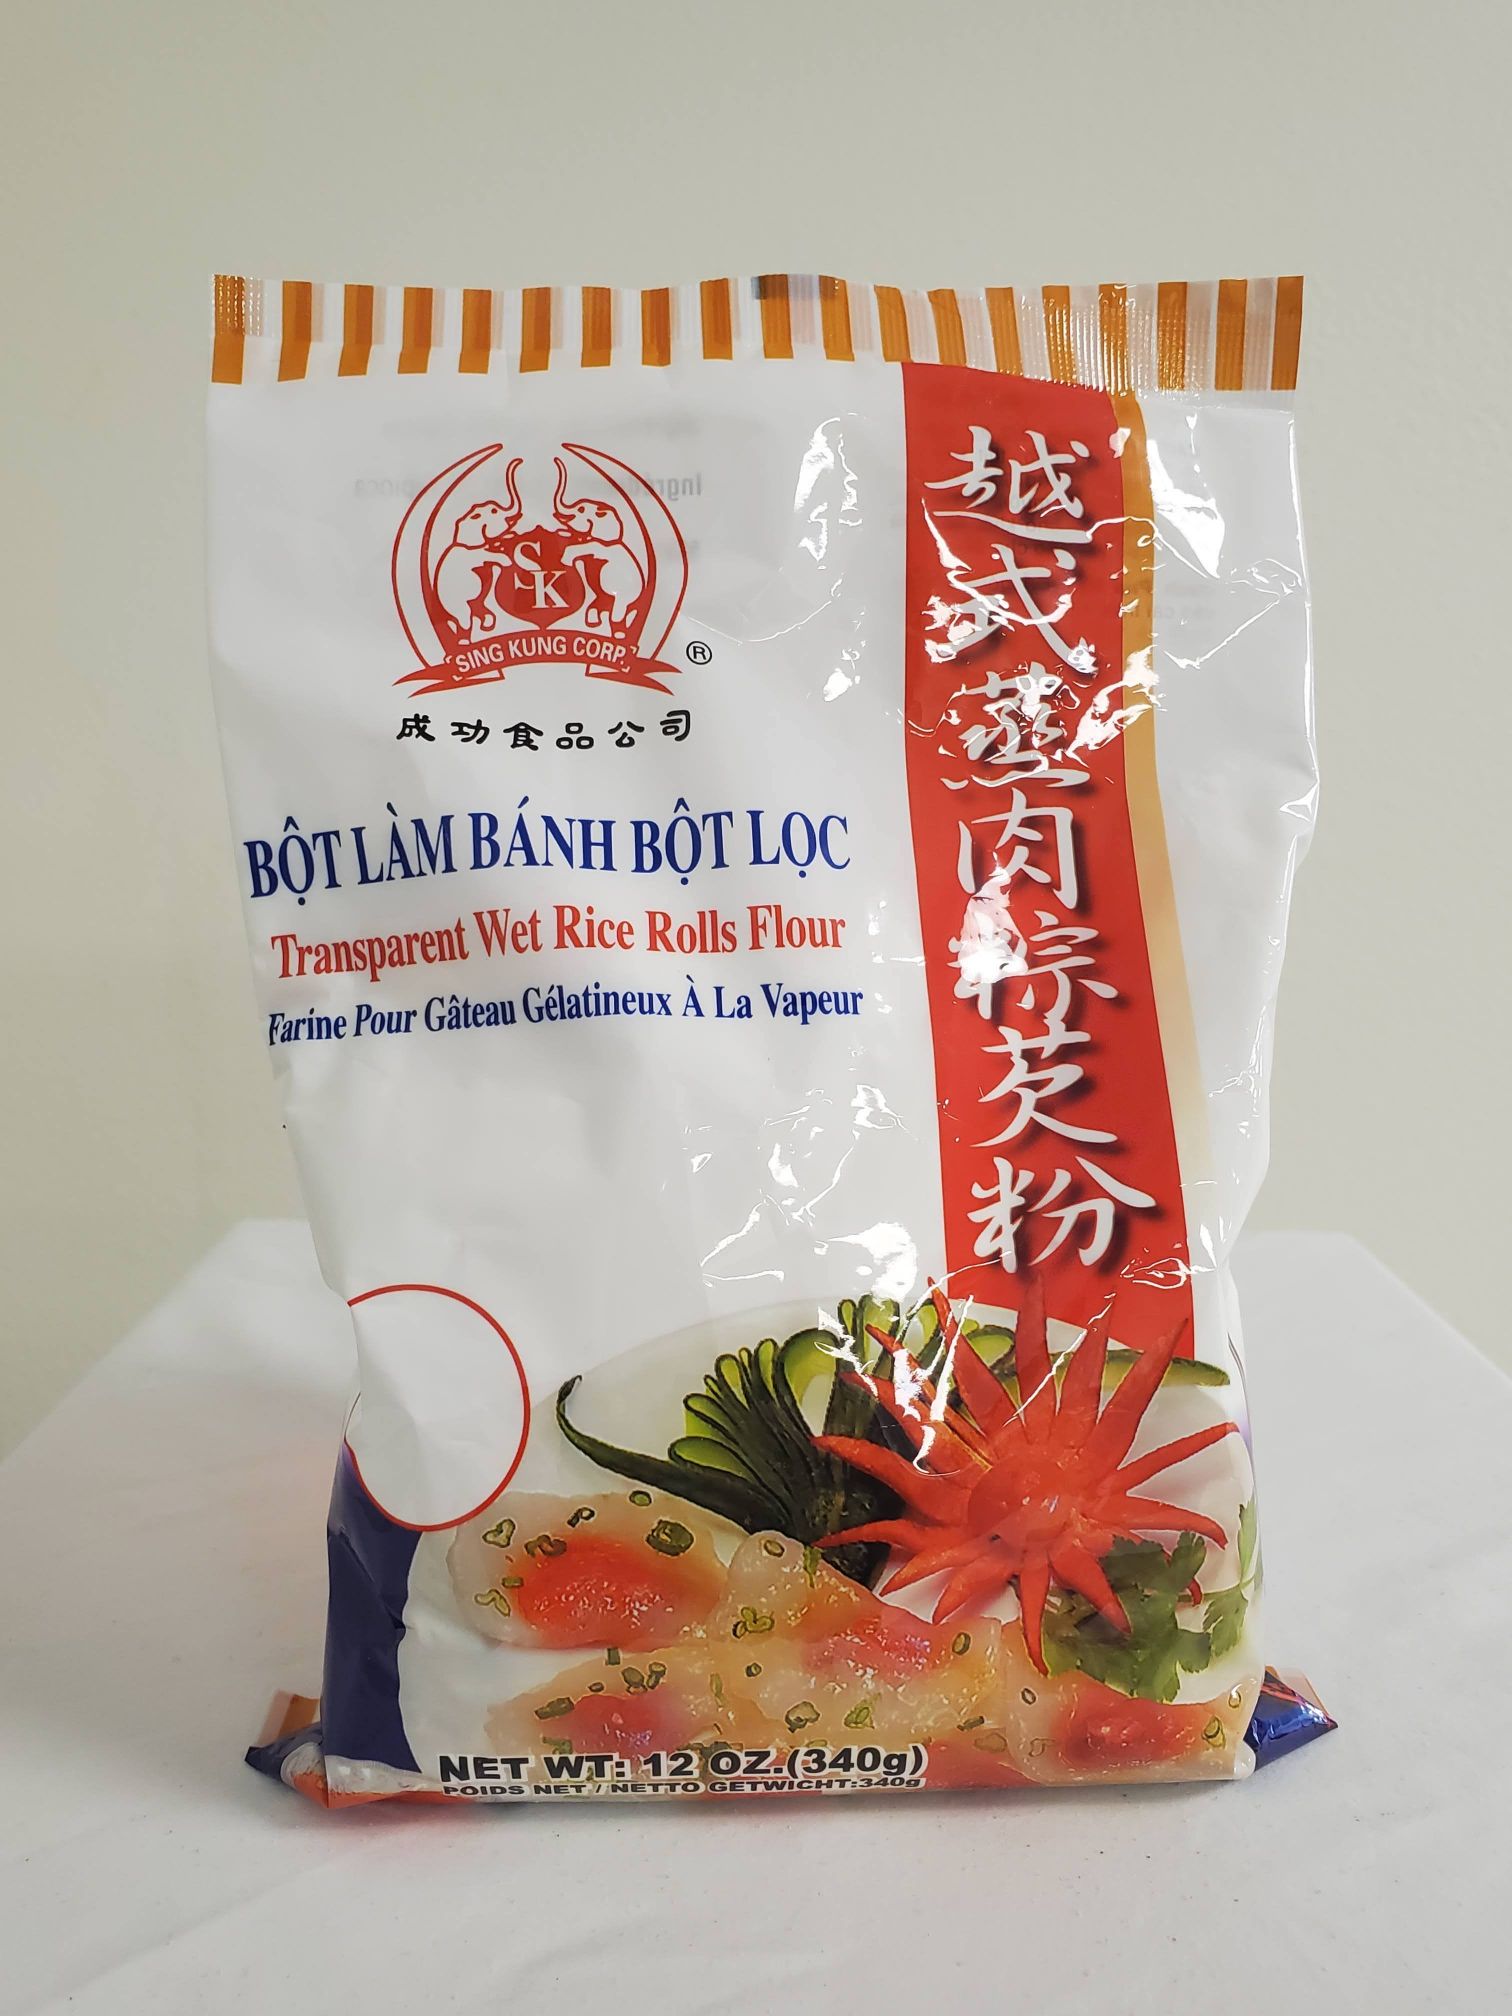 SK
SING KUNG CORP.
®
成功食品公司
BỘT LÀM BÁNH BỘT LỌC
Transparent Wet Rice Rolls Flour
Farine Pour Gâteau Gélatineux À La Vapeur
越式蒸肉粽芡粉
NET WT: 12 OZ.(340g)
POIDS NET / NETTO GETWICHT:340g